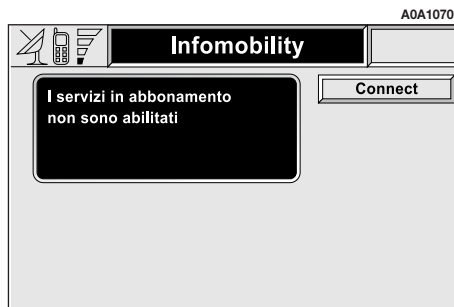 A0A1070
Infomobility
I servizi in abbonamento
non sono abilitati
Connect